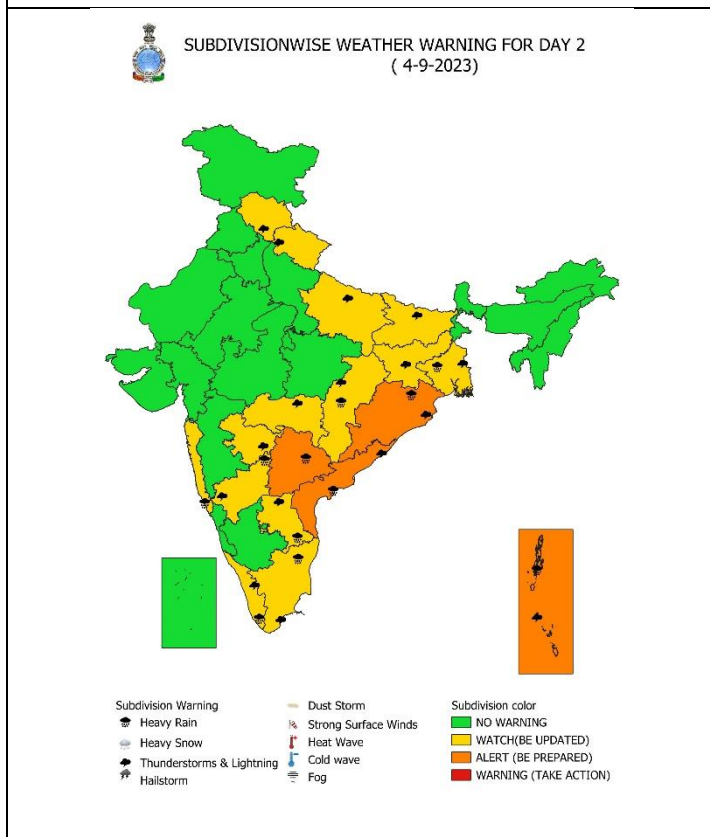 SUBDIVISIONWISE WEATHER WARNING FOR DAY 2
( 4-9-2023)
Subdivision Warning
Heavy Rain
Heavy Snow
Thunderstorms & Lightning
Hailstorm
Dust Storm
Strong Surface Winds
Heat Wave
Cold wave
Fog
Subdivision color
NO WARNING
WATCH(BE UPDATED)
ALERT (BE PREPARED)
WARNING (TAKE ACTION)